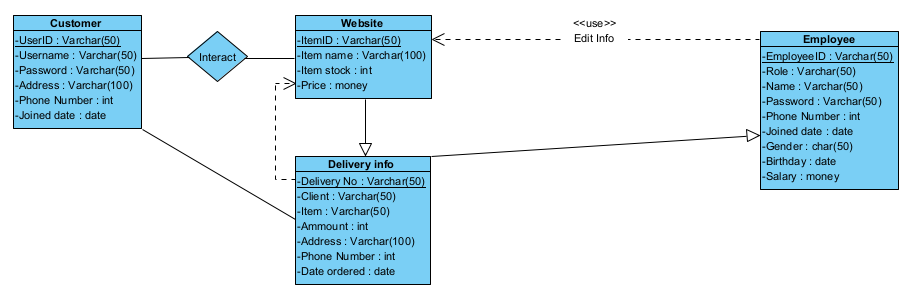 Customer
-UserID : Varchar(50)
-Username : Varchar(50)
-Password : Varchar(50)
-Address : Varchar(100)
-Phone Number : int
-Joined date : date
Interact
Website
-ItemID : Varchar(50)
-Item name : Varchar(100)
-Item stock : int
-Price : money
<<use>>
Edit Info
Employee
-EmployeeID : Varchar(50)
-Role : Varchar(50)
-Name : Varchar(50)
-Password : Varchar(50)
-Phone Number : int
-Joined date : date
-Gender : char(50)
-Birthday : date
-Salary : money
Delivery info
-Delivery No : Varchar(50)
-Client : Varchar(50)
-Item : Varchar(50)
-Ammount : int
-Address : Varchar(100)
-Phone Number : int
-Date ordered : date